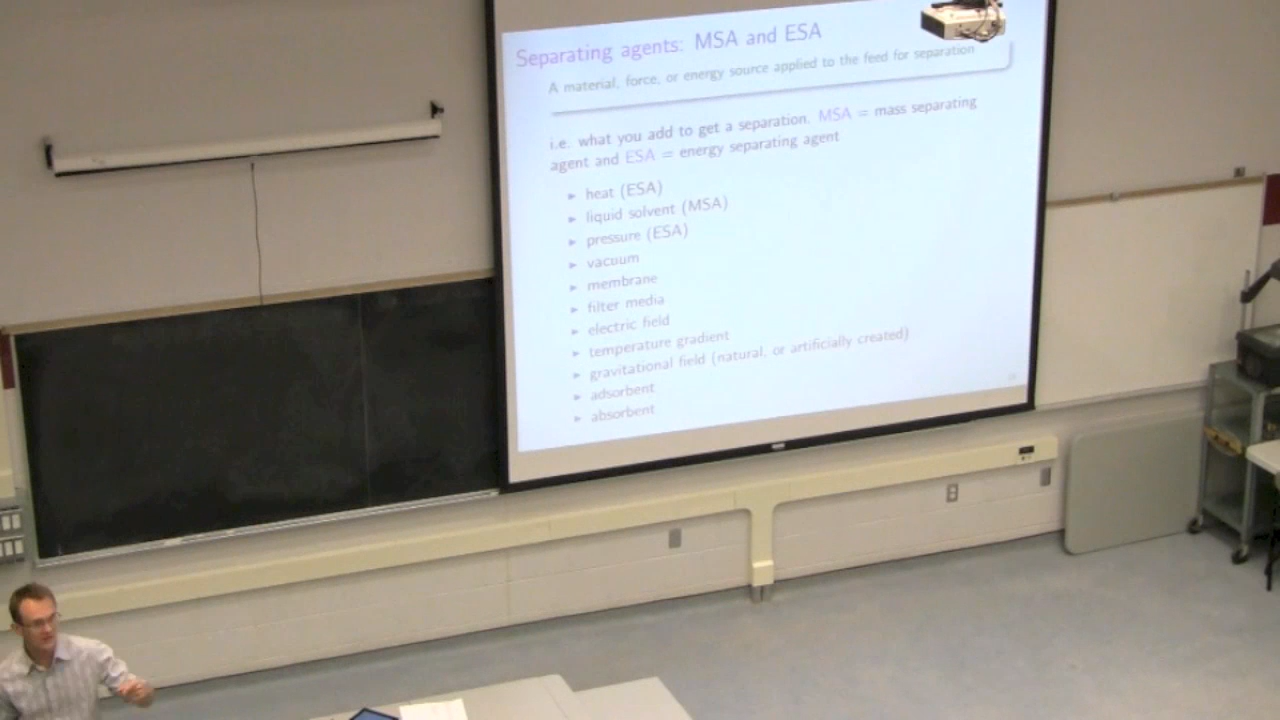 Separating agents: MSA and ESA
A material, force, or energy source applied to the feed for separation
i.e. what you add to get a separation. MSA = mass separating
agent and ESA = energy separating agent
► heat (ESA)
► liquid solvent (MSA)
► pressure (ESA)
► vacuum
► membrane
► filter media
► electric field
► temperature gradient
► gravitational field (natural, or artificially created)
► adsorbent
► absorbent